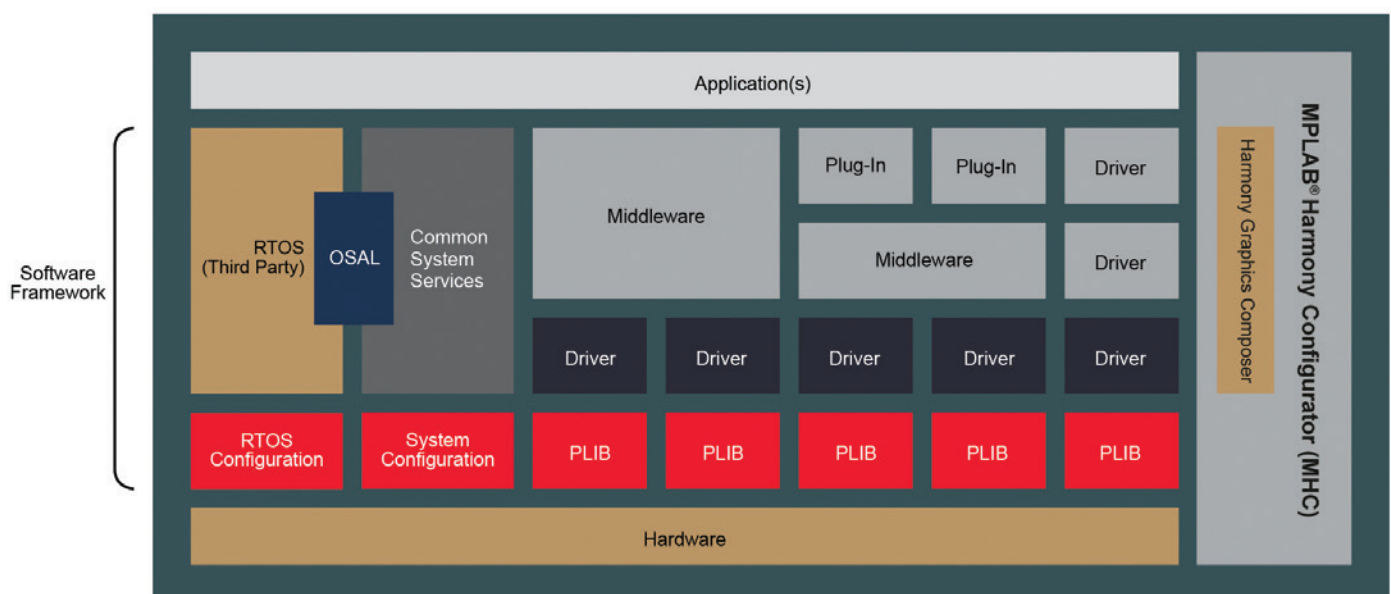 Application(s)
Software
Framework
RTOS
(Third Party)
OSAL
Common
System
Services
Middleware
Plug-In
Plug-In
Driver
Middleware
Driver
Driver
Driver
Driver
Driver
Driver
RTOS
Configuration
System
Configuration
PLIB
PLIB
PLIB
PLIB
PLIB
Hardware
Harmony Graphics Composer
MPLAB® Harmony Configurator (MHC)